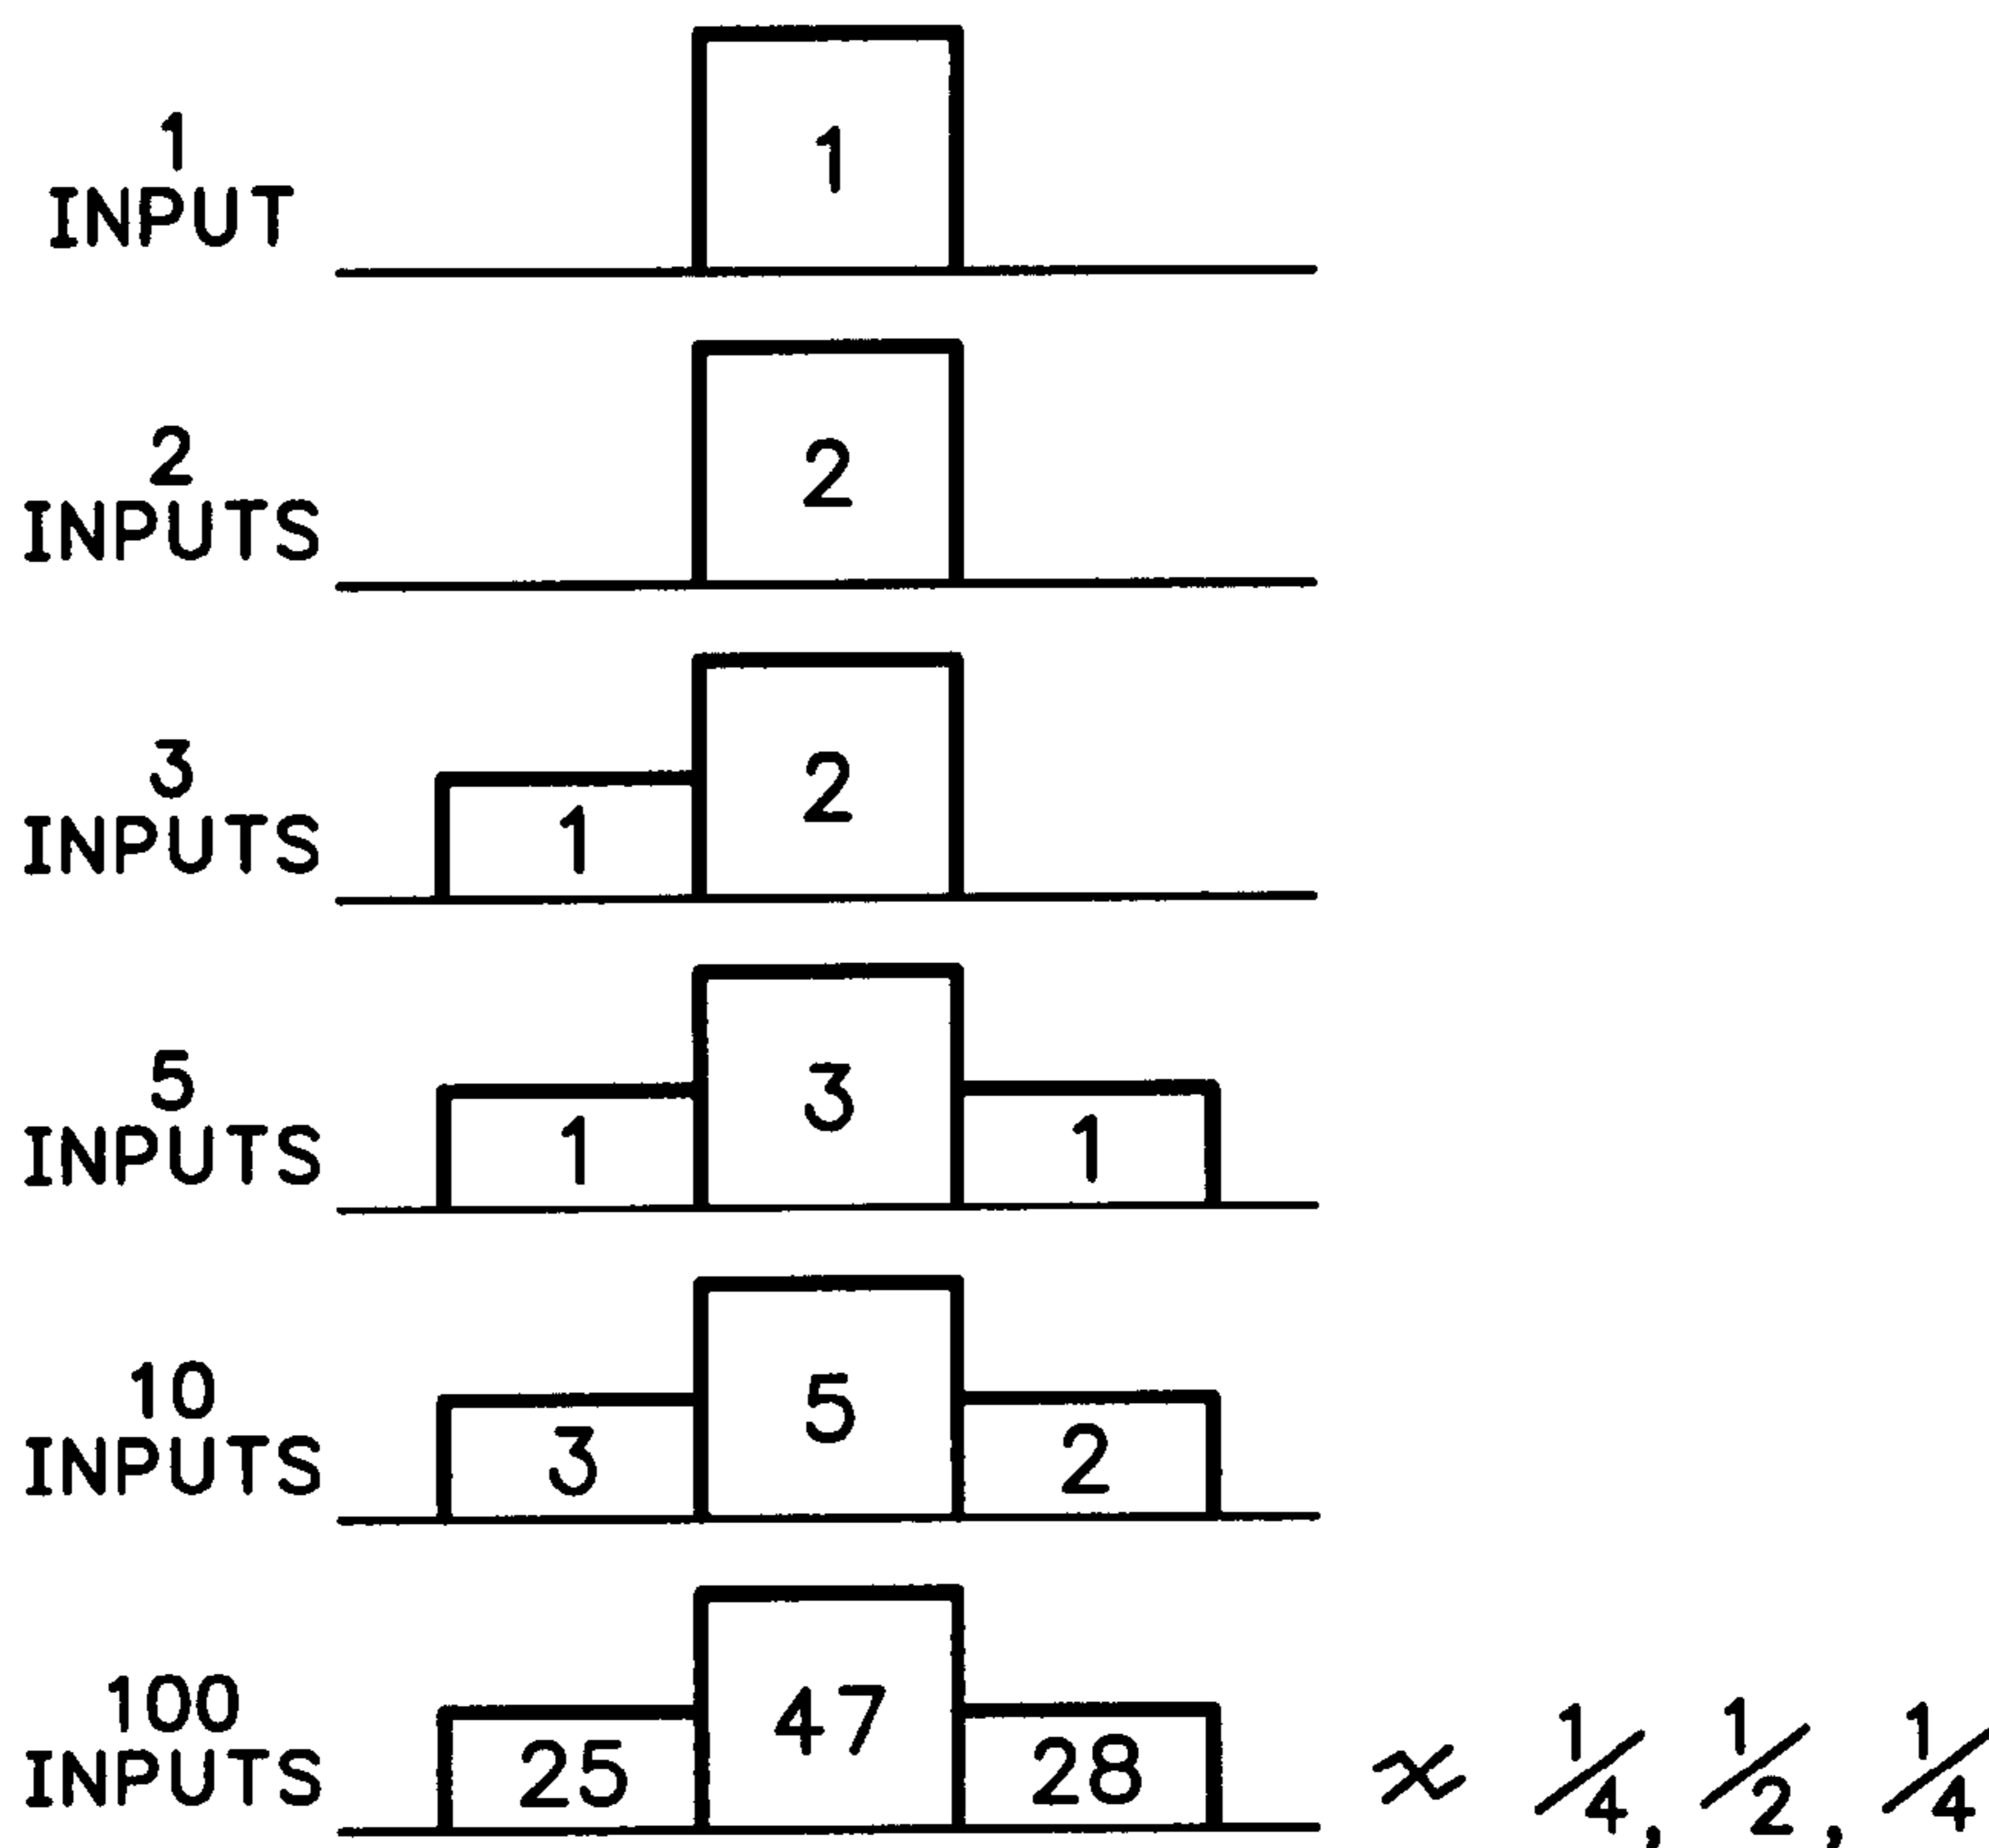 1
INPUT
1
2
INPUTS
2
3
INPUTS
1 2
5
INPUTS
1 3 1
10
INPUTS
3 5 2
100
INPUTS
25 47 28 ≈ 1/4, 1/2, 1/4